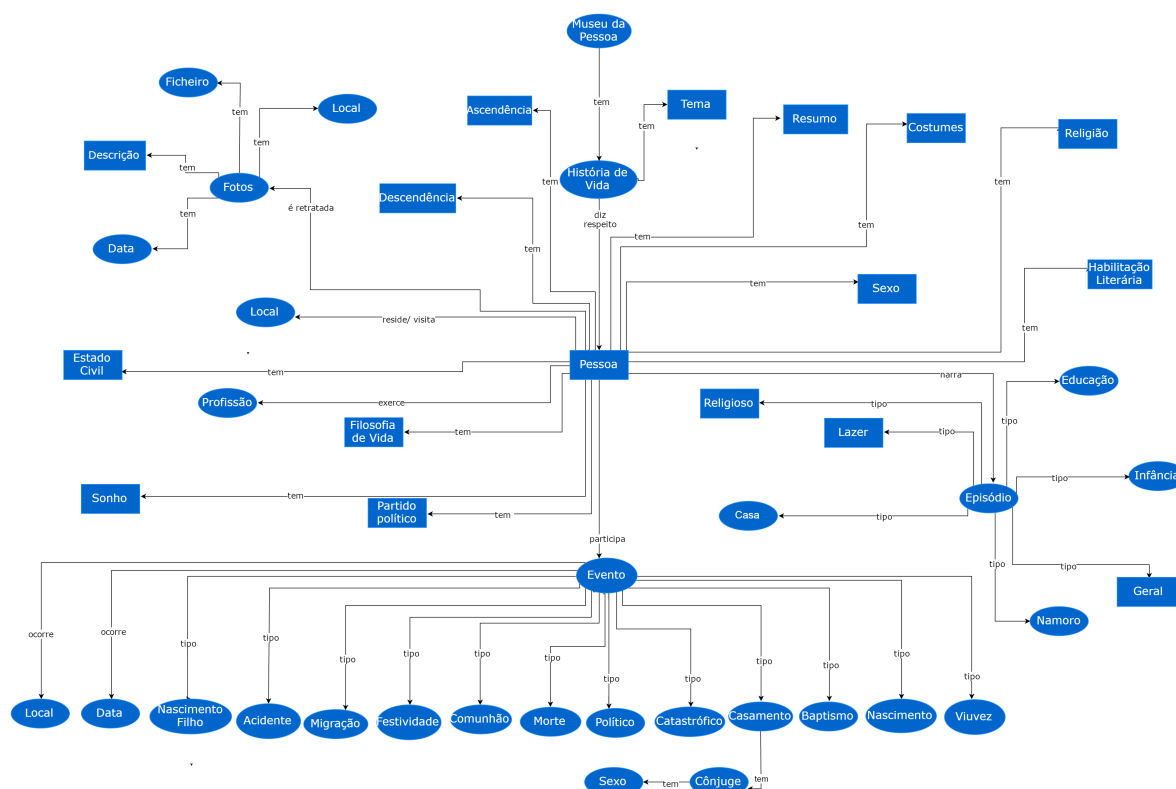 Museu da
Pessoa
Ficheiro
tem
Local
tem
Ascendência
tem
tem
Tema
tem
Resumo
Costumes
Religião
Descrição
tem
Fotos
História de
Vida
Descendência
é retratada
diz
respeito
tem
tem
tem
tem
tem
Data
tem
Sexo
Habilitação
Literária
tem
Local
reside/ visita
Estado
Civil
tem
Pessoa
narra
Educação
tipo
Profissão
exerce
Religioso
tipo
Filosofia
de Vida
tem
Lazer
tipo
Infância
tipo
Sonho
tem
Partido
político
tem
Episódio
Casa
tipo
participa
tipo
tipo
Evento
Geral
Namoro
ocorre
ocorre
tipo
tipo
tipo
tipo
tipo
tipo
tipo
tipo
tipo
tipo
tipo
tipo
Local
Data
Nascimento
Filho
Acidente
Migração
Festividade
Comunhão
Morte
Político
Catastrófico
Casamento
Baptismo
Nascimento
Viuvez
Sexo
tem
Cônjuge
tem